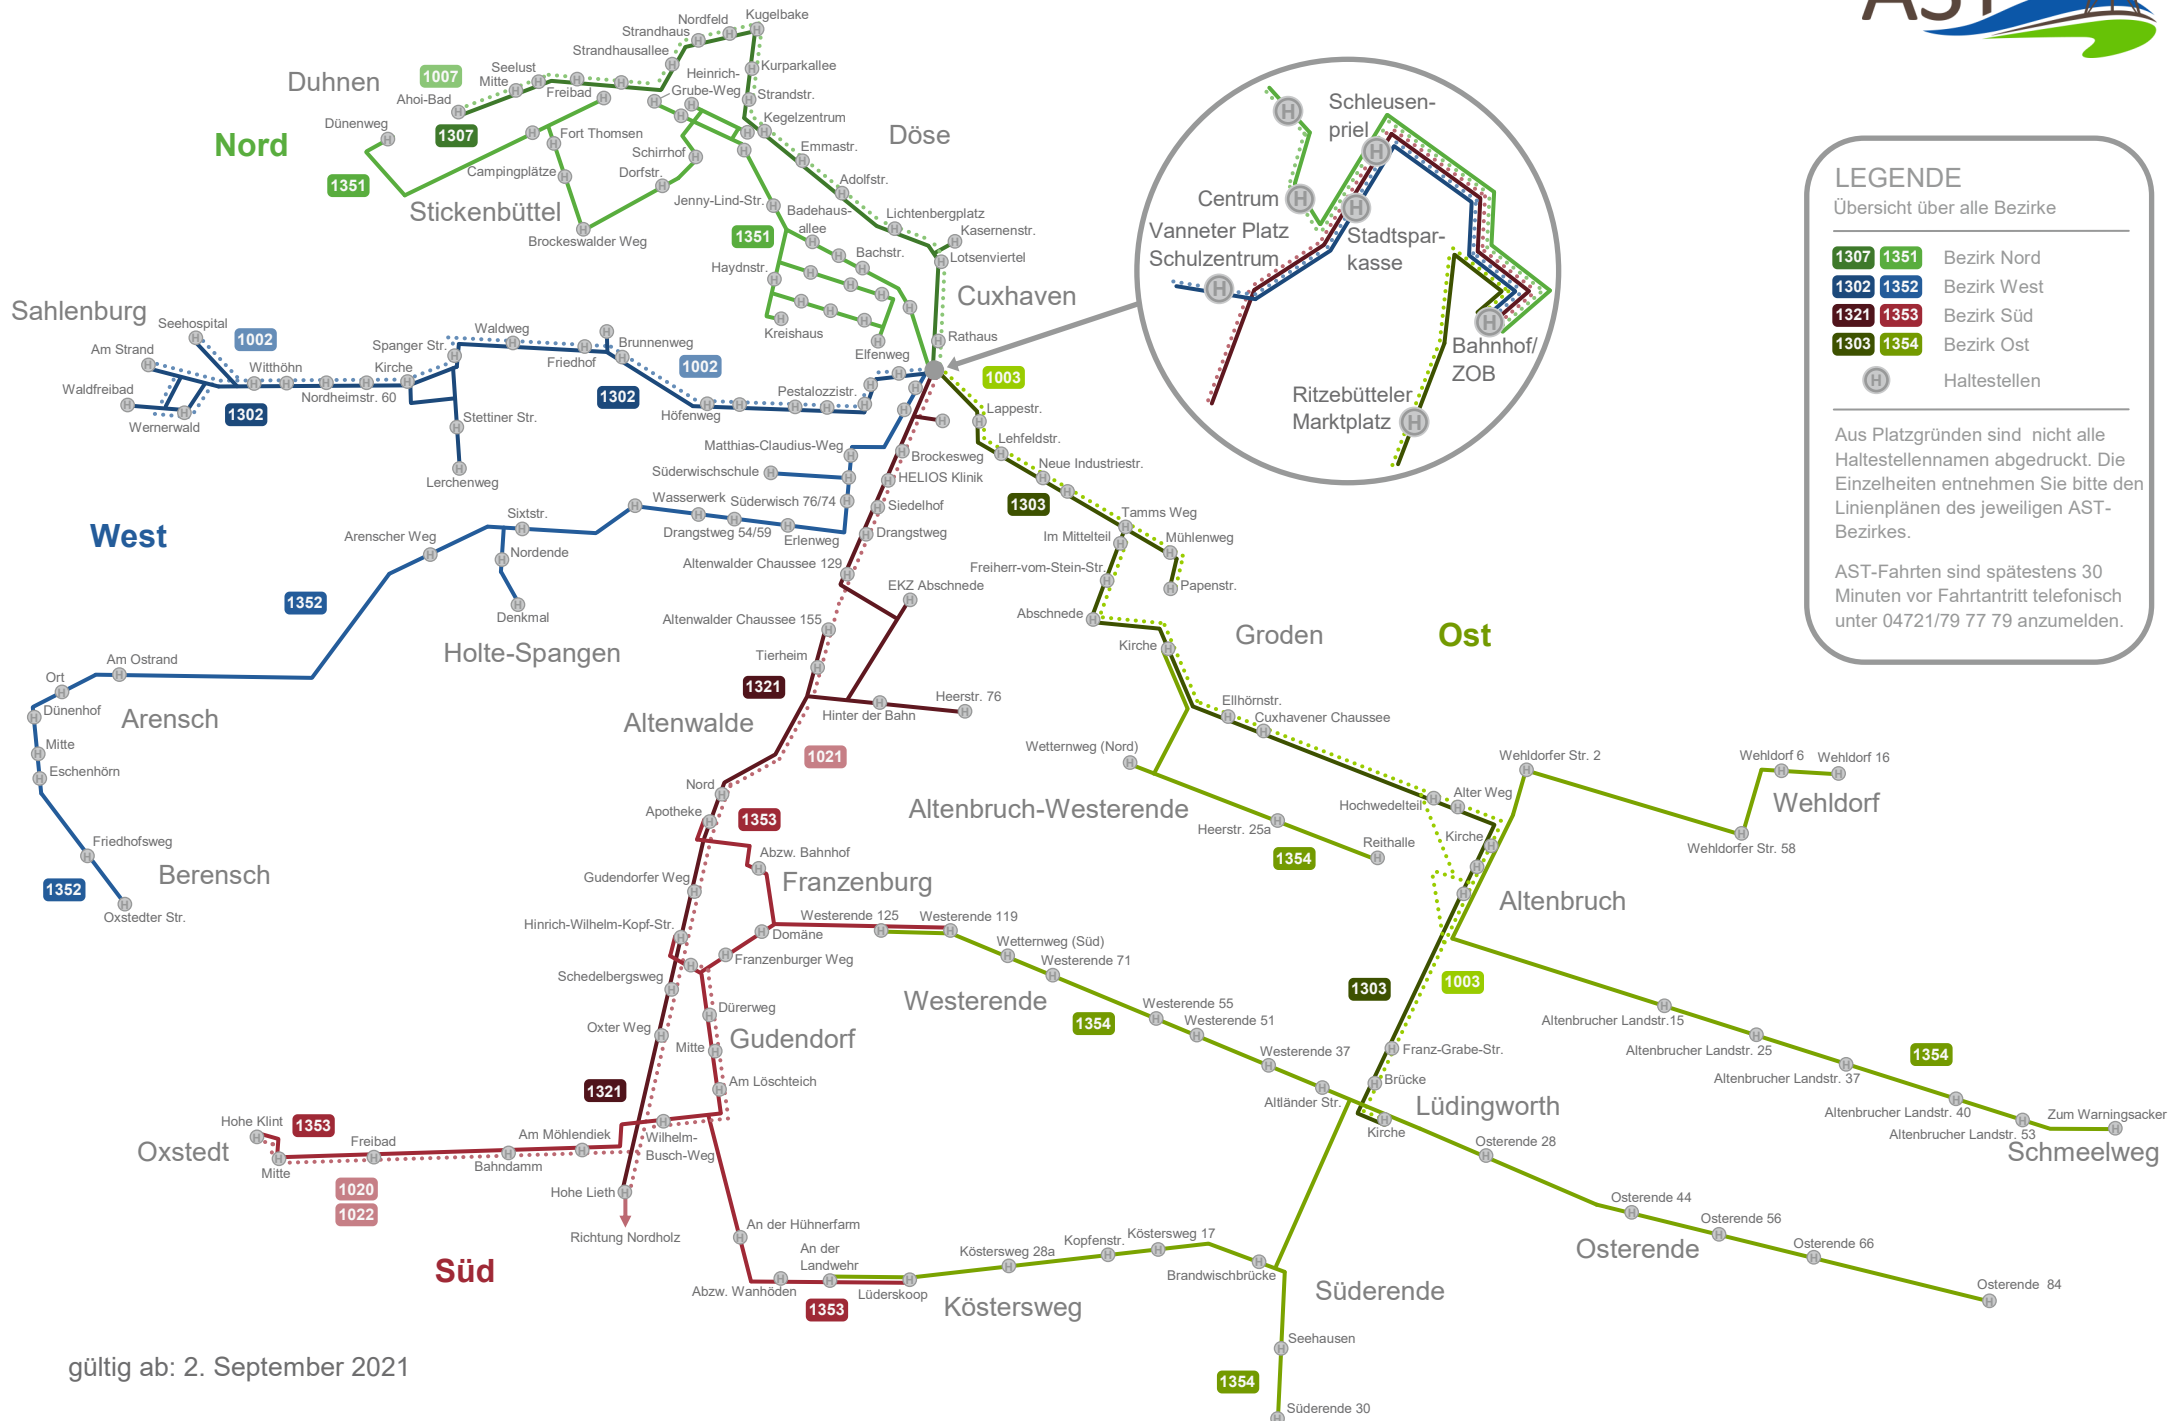 AST
Kugelbake
Nordfeld
Strandhaus
Strandhausallee
Seelust
Mitte
Duhnen
1007
Ahoi-Bad
Freibad
Heinrich-
Grube-Weg
Kurparkallee
Strandstr.
Kegelzentrum
Döse
Dünenweg
1307
Nord
Fort Thomsen
Schirrhof
Emmastr.
Campingplätze
Dorfstr.
Adolfstr.
1351
Stickenbüttel
Jenny-Lind-Str.
Badehaus-
allee
Lichtenbergplatz
Kasernenstr.
Brockeswalder Weg
1351
Bachstr.
Lotsenviertel
Haydnstr.
Cuxhaven
Kreishaus
Elfenweg
Rathaus
Schleusen-
priel
Centrum
Vanneter Platz
Schulzentrum
Stadtspar-
kasse
Bahnhof/
ZOB
Ritzebütteler
Marktplatz
LEGENDE
Übersicht über alle Bezirke
1307 1351 Bezirk Nord
1302 1352 Bezirk West
1321 1353 Bezirk Süd
1303 1354 Bezirk Ost
H Haltestellen
Aus Platzgründen sind nicht alle
Haltestellennamen abgedruckt. Die
Einzelheiten entnehmen Sie bitte den
Linienplänen des jeweiligen AST-
Bezirkes.
AST-Fahrten sind spätestens 30
Minuten vor Fahrtantritt telefonisch
unter 04721/79 77 79 anzumelden.
Sahlenburg
Seehospital
1002
Am Strand
Waldfreibad
Wernerwald
Witthöhn
1302
Nordheimstr. 60
Kirche
Spanger Str.
Waldweg
Friedhof
Brunnenweg
1002
1302
Höfenweg
Pestalozzistr.
Stettiner Str.
Lerchenweg
Matthias-Claudius-Weg
Süderwischschule
Wasserwerk
Süderwisch 76/74
Drangstweg 54/59
Erlenweg
West
Arenscher Weg
Sixtstr.
Nordende
Denkmal
1352
Holte-Spangen
Am Ostrand
Ort
Dünenhof
Arensch
Mitte
Eschenhörn
Friedhofsweg
Berensch
1352
Oxstedter Str.
1003
Lappestr.
Lehfeldstr.
Neue Industriestr.
1303
Tamms Weg
Im Mittelteil
Mühlenweg
Freiherr-vom-Stein-Str.
Papenstr.
Abschnede
Kirche
Groden
Ost
Brockesweg
HELIOS Klinik
Siedelhof
Drangstweg
Altenwalder Chaussee 129
EKZ Abschnede
Altenwalder Chaussee 155
Tierheim
1321
Hinter der Bahn
Heerstr. 76
Altenwalde
1021
Nord
Apotheke
1353
Abzw. Bahnhof
Franzenburg
Gudendorfer Weg
Hinrich-Wilhelm-Kopf-Str.
Domäne
Franzenburger Weg
Schedelbergsweg
Dürerweg
Oxter Weg
Mitte
Gudendorf
Am Löschteich
1321
Hohe Klint
1353
Oxstedt
Mitte
Freibad
Bahndamm
Am Möhlendiek
Wilhelm-
Busch-Weg
1020
1022
Hohe Lieth
Richtung Nordholz
Süd
An der Hühnerfarm
An der
Landwehr
Abzw. Wanhöden
1353
Lüderskoop
Ellhörnstr.
Cuxhavener Chaussee
Wetternweg (Nord)
Altenbruch-Westerende
Heerstr. 25a
1354
Reithalle
Hochwedelteil
Alter Weg
Kirche
Wehldorfer Str. 2
Wehldorf 6
Wehldorf 16
Wehldorf
Wehldorfer Str. 58
Altenbruch
Westerende 125
Westerende 119
Wetternweg (Süd)
Westerende 71
Westerende
1354
Westerende 55
Westerende 51
Westerende 37
Altländer Str.
1303
1003
Franz-Grabe-Str.
Brücke
Lüdingworth
Kirche
Altenbrucher Landstr.15
Altenbrucher Landstr. 25
Altenbrucher Landstr. 37
1354
Altenbrucher Landstr. 40
Altenbrucher Landstr. 53
Zum Warningsacker
Schmeelweg
Osterende 28
Osterende 44
Osterende 56
Osterende
Osterende 66
Osterende 84
Köstersweg 28a
Kopfenstr.
Köstersweg 17
Brandwischbrücke
Köstersweg
Süderende
Seehausen
1354
Süderende 30
gültig ab: 2. September 2021